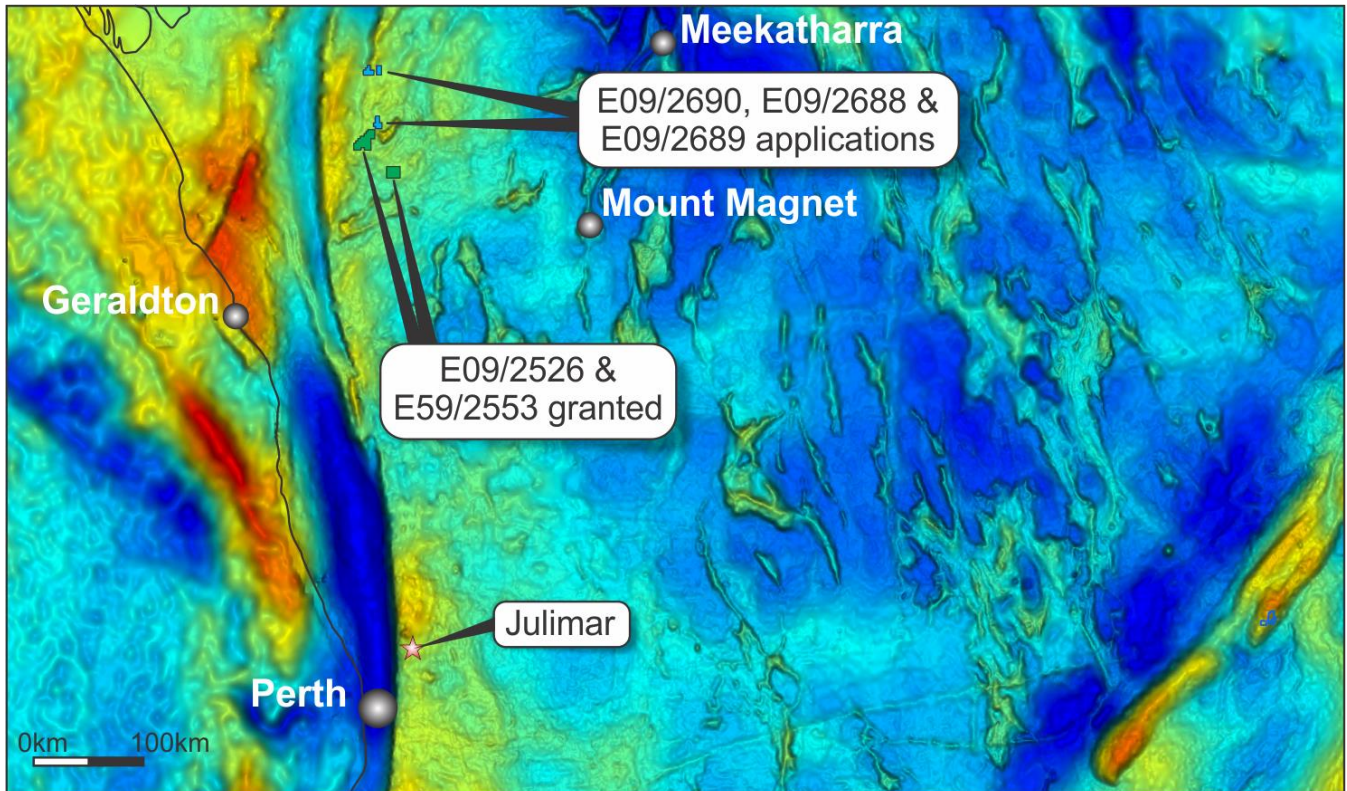 Meekatharra
E09/2690, E09/2688 &
E09/2689 applications
Mount Magnet
Geraldton
E09/2526 &
E59/2553 granted
Julimar
Perth
0km 100km